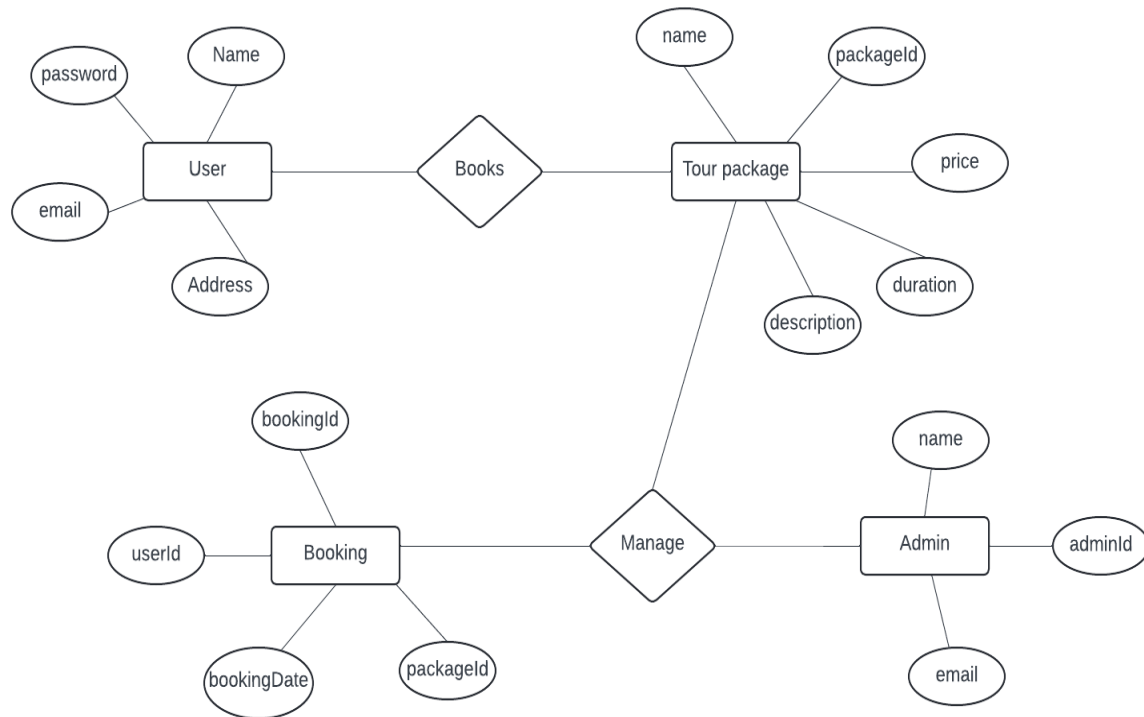 name
Name
packageId
password
price
User
Books
Tour package
email
Address
duration
description
bookingId
name
userId
Booking
Manage
Admin
adminId
bookingDate
packageId
email